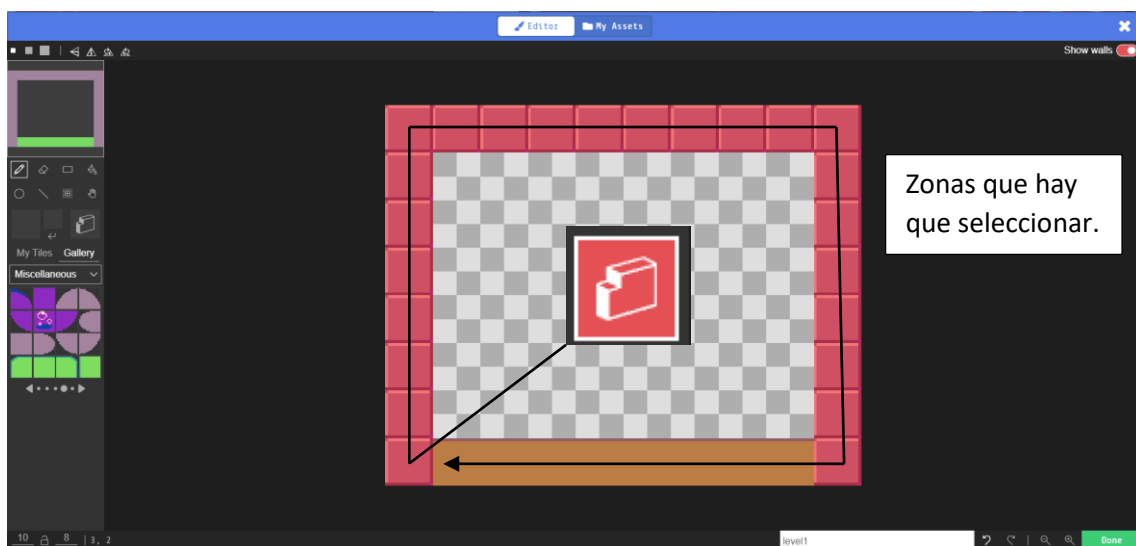 Editor My Assets
Show walls
Zonas que hay
que seleccionar.
My Tiles Gallery
Miscellaneous
10 8 3, 2
level1
Done